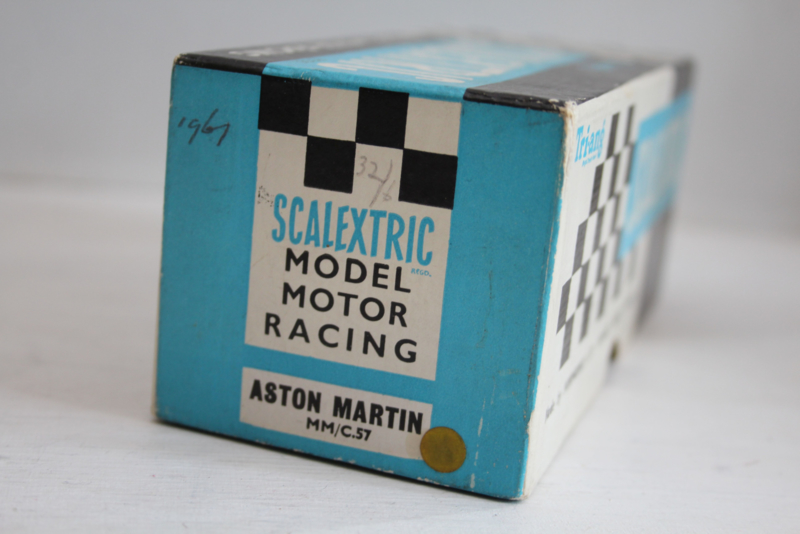 1967
32/6
SCALEXTRIC
REGD.
MODEL
MOTOR
RACING
ASTON MARTIN
MM/C.57
Tri-ang